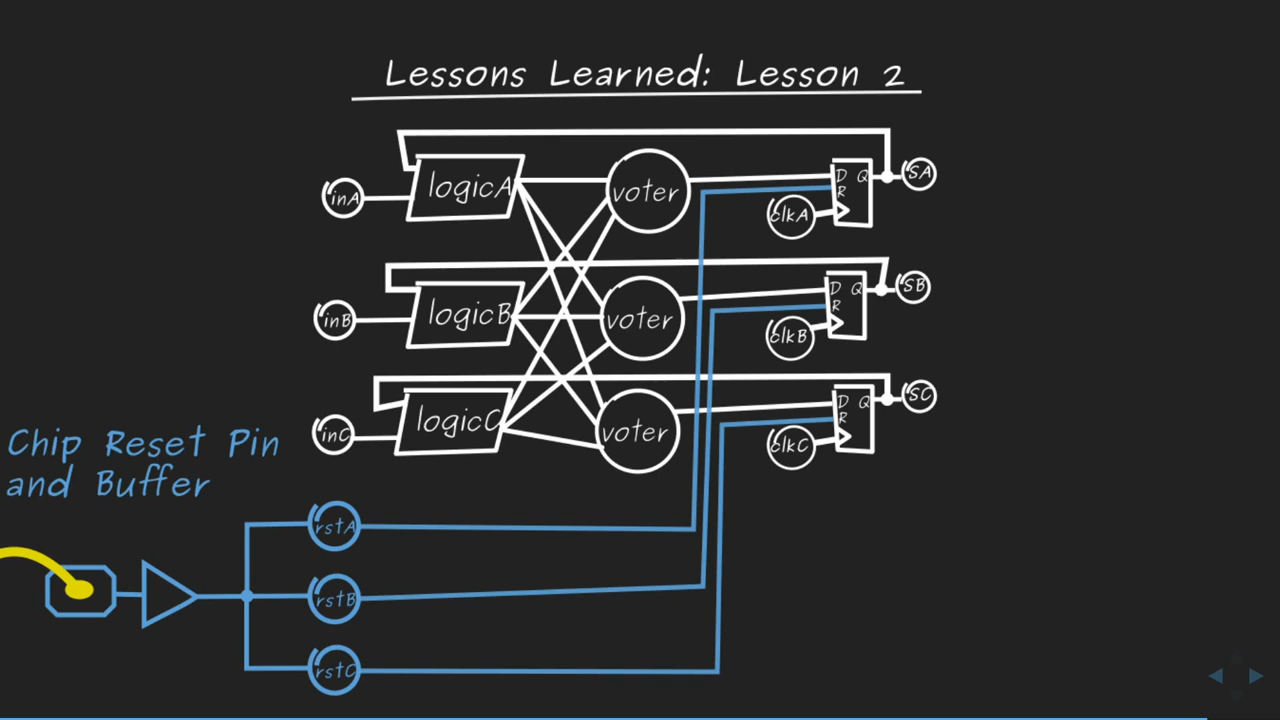 Lessons Learned: Lesson 2
inA
logicA
voter
D Q
R
clkA
SA
inB
logicB
voter
D Q
R
clkB
SB
inC
logicC
voter
D Q
R
clkC
SC
Chip Reset Pin
and Buffer
rstA
rstB
rstC